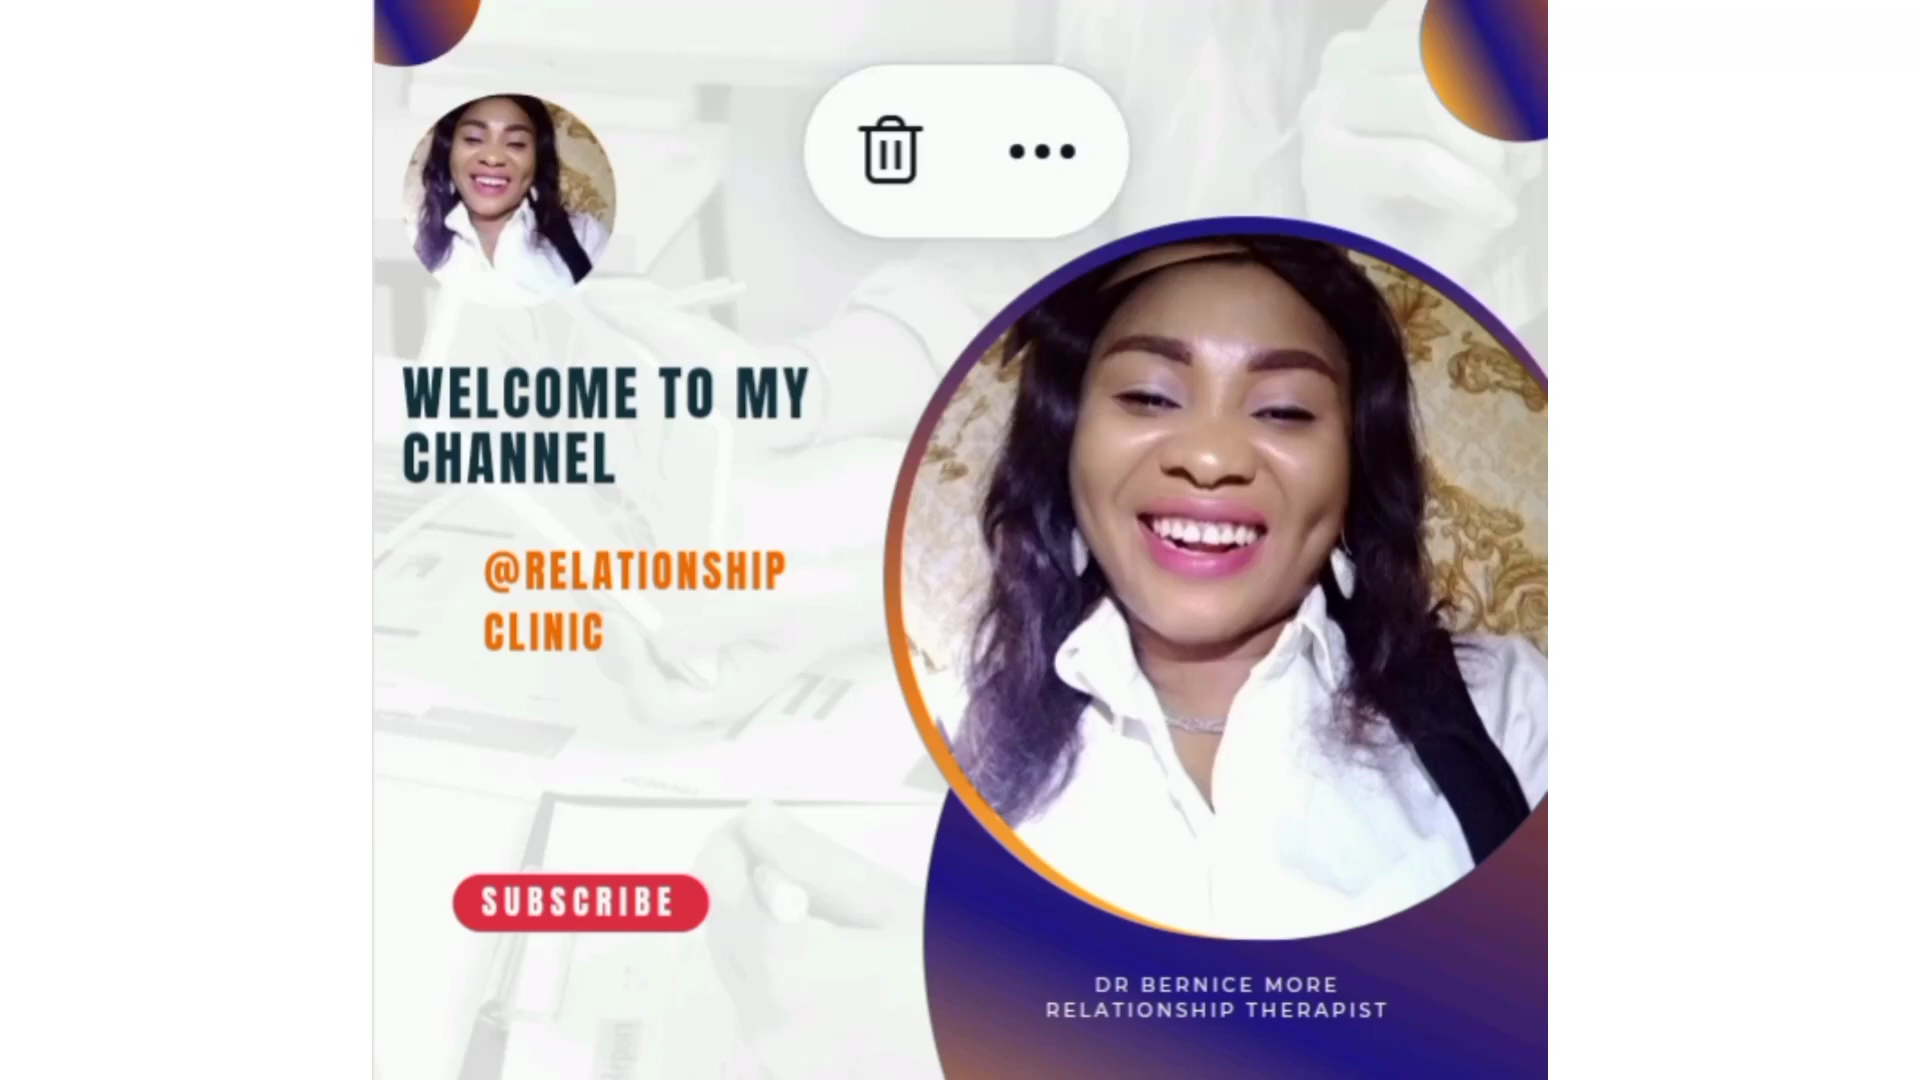 WELCOME TO MY
CHANNEL
@RELATIONSHIP
CLINIC
SUBSCRIBE
DR BERNICE MORE
RELATIONSHIP THERAPIST